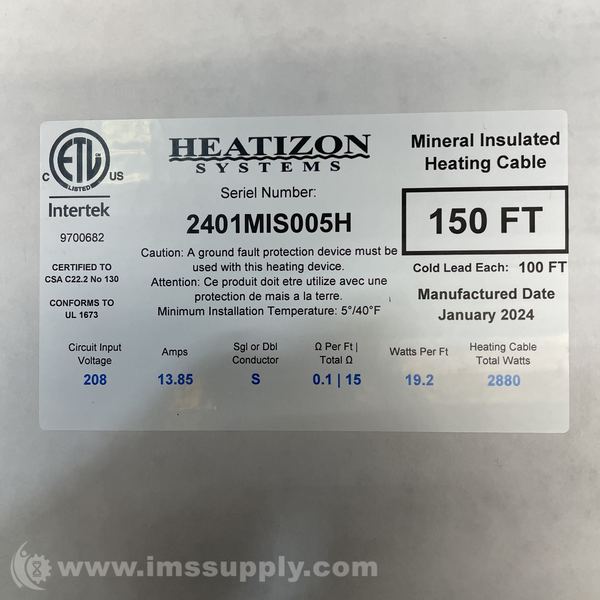 C ETL US
LISTED
Intertek
9700682
CERTIFIED TO
CSA C22.2 No 130
CONFORMS TO
UL 1673
HEATIZON
SYSTEMS
Serial Number:
2401MIS005H
Caution: A ground fault protection device must be
used with this heating device.
Attention: Ce produit doit etre utilize avec une
protection de mais a la terre.
Minimum Installation Temperature: 5°/40°F
Mineral Insulated
Heating Cable
150 FT
Cold Lead Each: 100 FT
Manufactured Date
January 2024
Circuit Input
Voltage
208
Amps
13.85
Sgl or Dbl
Conductor
S
Ω Per Ft |
Total Ω
0.1 | 15
Watts Per Ft
19.2
Heating Cable
Total Watts
2880
www.imssupply.com